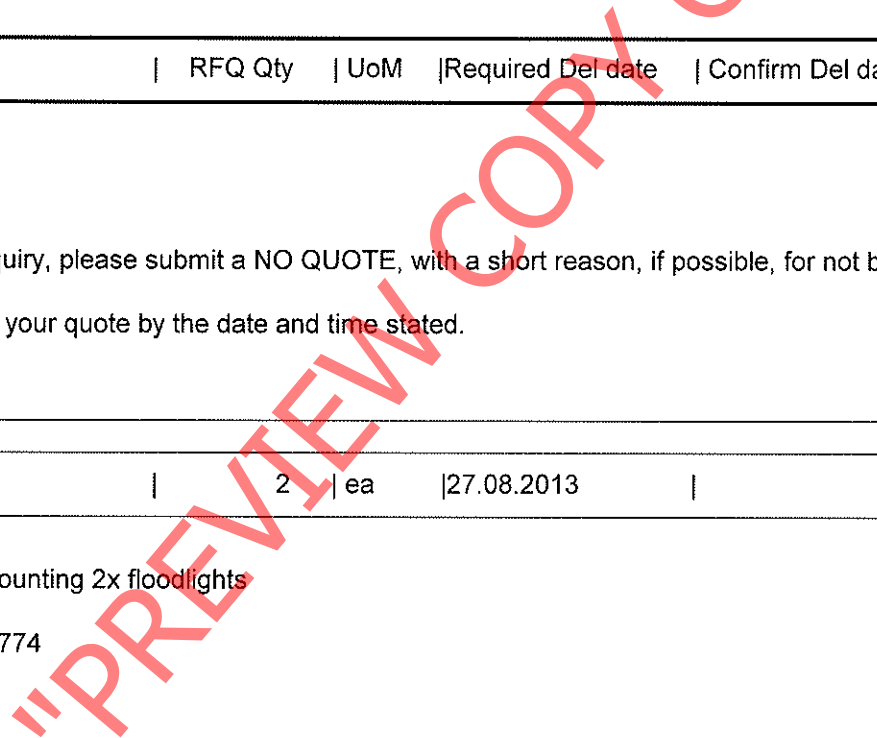 | RFQ Qty | UoM |Required Del date | Confirm Del da
uiry, please submit a NO QUOTE, with a short reason, if possible, for not b
your quote by the date and time stated.
| 2 | ea |27.08.2013 |
ounting 2x floodlights
774
"PREVIEW COPY